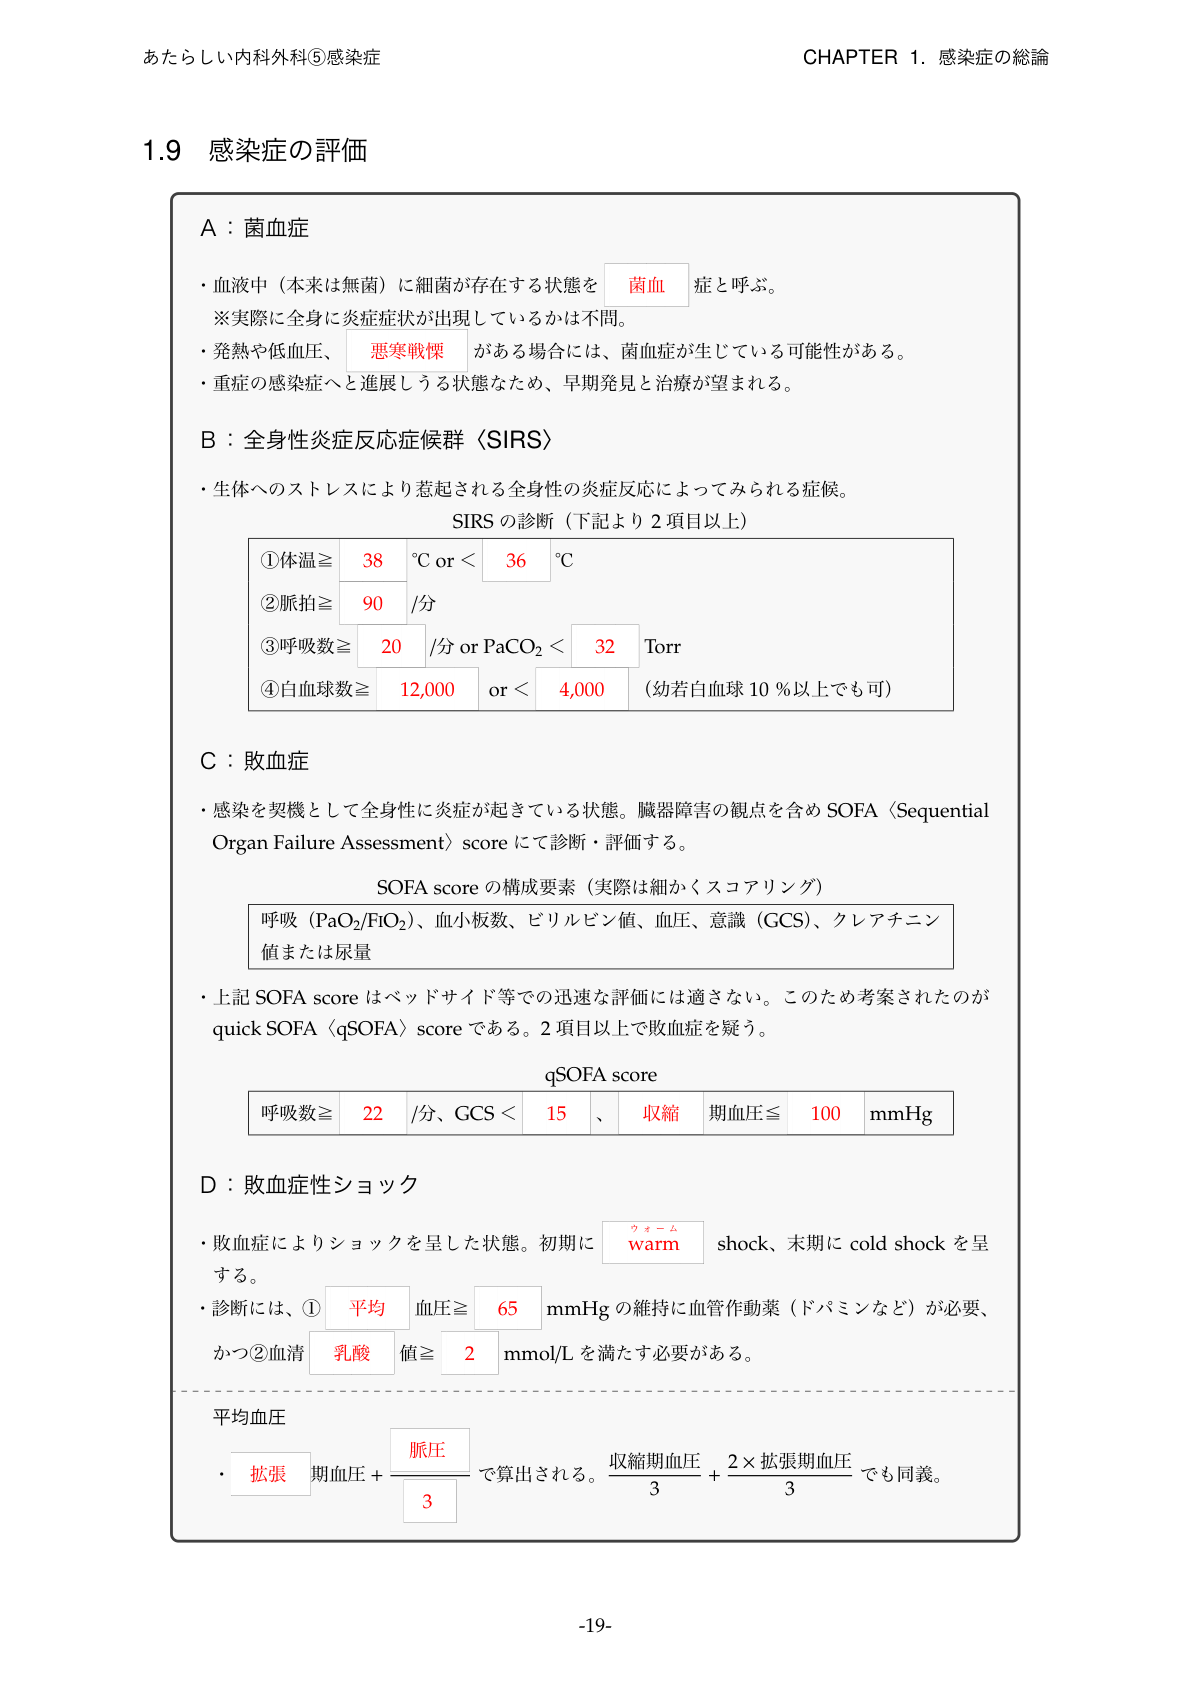 あたらしい内科外科⑤感染症 CHAPTER 1. 感染症の総論
1.9 感染症の評価
A：菌血症
・血液中（本来は無菌）に細菌が存在する状態を 菌血 症と呼ぶ。
※実際に全身に炎症症状が出現しているかは不問。
・発熱や低血圧、 悪寒戦慄 がある場合には、菌血症が生じている可能性がある。
・重症の感染症へと進展しうる状態なため、早期発見と治療が望まれる。
B：全身性炎症反応症候群〈SIRS〉
・生体へのストレスにより惹起される全身性の炎症反応によってみられる症候。
SIRS の診断（下記より 2 項目以上）
①体温≧ 38 ℃ or < 36 ℃
②脈拍≧ 90 /分
③呼吸数≧ 20 /分 or PaCO₂ < 32 Torr
④白血球数≧ 12,000 or < 4,000 （幼若白血球 10 %以上でも可）
C：敗血症
・感染を契機として全身性に炎症が起きている状態。臓器障害の観点を含め SOFA〈Sequential
Organ Failure Assessment〉score にて診断・評価する。
SOFA score の構成要素（実際は細かくスコアリング）
呼吸（PaO₂/FIO₂）、血小板数、ビリルビン値、血圧、意識（GCS）、クレアチニン
値または尿量
・上記 SOFA score はベッドサイド等での迅速な評価には適さない。このため考案されたのが
quick SOFA〈qSOFA〉score である。2 項目以上で敗血症を疑う。
qSOFA score
呼吸数≧ 22 /分、GCS < 15 、 収縮 期血圧≦ 100 mmHg
D：敗血症性ショック
ウォーム
・敗血症によりショックを呈した状態。初期に warm shock、末期に cold shock を呈
する。
・診断には、① 平均 血圧≧ 65 mmHg の維持に血管作動薬（ドパミンなど）が必要、
かつ②血清 乳酸 値≧ 2 mmol/L を満たす必要がある。
平均血圧
・ 拡張 期血圧 + 脈圧/3 で算出される。 収縮期血圧/3 + 2 × 拡張期血圧/3 でも同義。
-19-